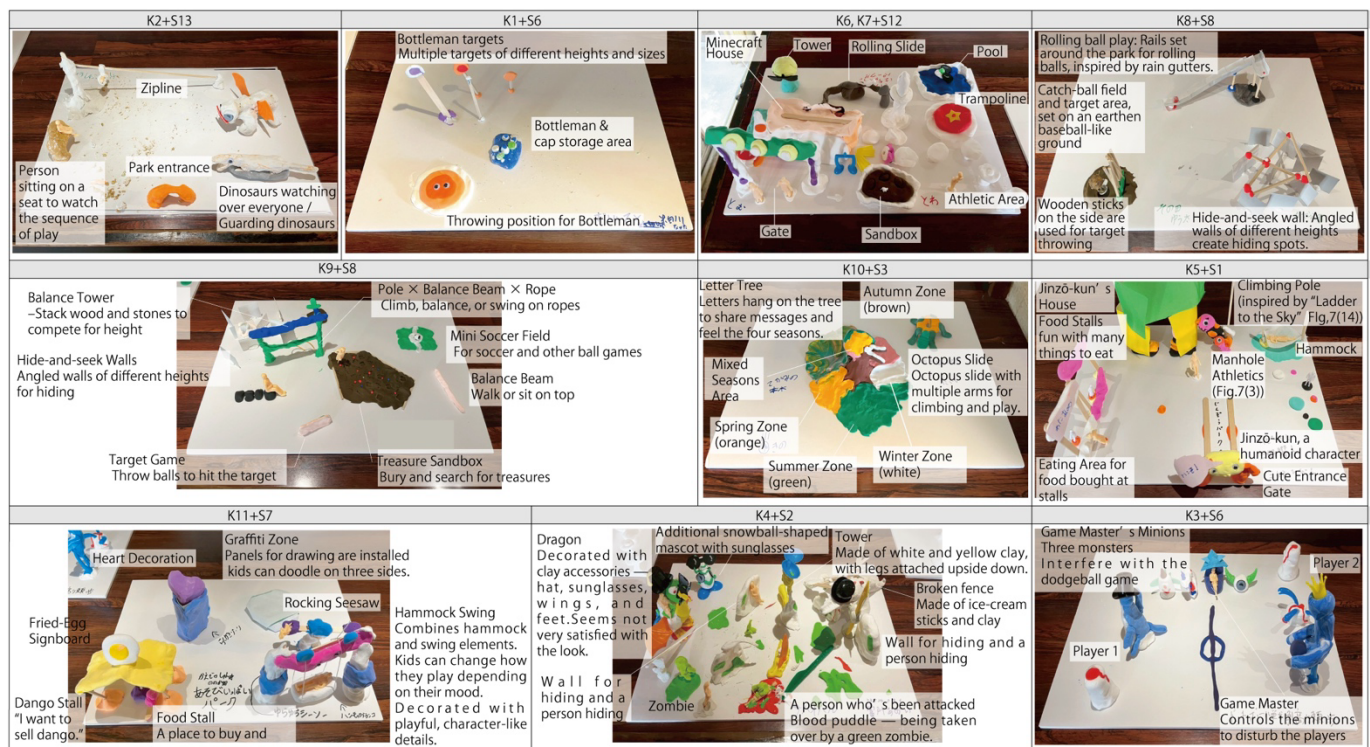 K2+S13
Zipline
Person
sitting on a
seat to watch
the sequence
of play
Park entrance
Dinosaurs watching
over everyone /
Guarding dinosaurs
K1+S6
Bottleman targets
Multiple targets of different heights and sizes
Bottleman &
cap storage area
Throwing position for Bottleman
K6, K7+S12
Minecraft
House
Tower
Rolling Slide
Pool
Trampoline
Athletic Area
Gate
Sandbox
K8+S8
Rolling ball play: Rails set
around the park for rolling
balls, inspired by rain gutters.
Catch-ball field
and target area,
set on an earthen
baseball-like
ground
Wooden sticks
on the side are
used for target
throwing
Hide-and-seek wall: Angled
walls of different heights
create hiding spots.
K9+S8
Balance Tower
–Stack wood and stones to
compete for height
Hide-and-seek Walls
Angled walls of different heights
for hiding
Pole × Balance Beam × Rope
Climb, balance, or swing on ropes
Mini Soccer Field
For soccer and other ball games
Balance Beam
Walk or sit on top
Target Game
Throw balls to hit the target
Treasure Sandbox
Bury and search for treasures
K10+S3
Letter Tree
Letters hang on the tree
to share messages and
feel the four seasons.
Autumn Zone
(brown)
Mixed
Seasons
Area
Octopus Slide
Octopus slide with
multiple arms for
climbing and play.
Spring Zone
(orange)
Summer Zone
(green)
Winter Zone
(white)
K5+S1
Jinzō-kun's
House
Food Stalls
fun with many
things to eat
Climbing Pole
(inspired by "Ladder
to the Sky" FIg,7(14))
Hammock
Manhole
Athletics
(Fig.7(3))
Jinzō-kun, a
humanoid character
Eating Area for
food bought at
stalls
Cute Entrance
Gate
K11+S7
Heart Decoration
Graffiti Zone
Panels for drawing are installed
kids can doodle on three sides.
Rocking Seesaw
Fried-Egg
Signboard
Hammock Swing
Combines hammock
and swing elements.
Kids can change how
they play depending
on their mood.
Decorated with
playful, character-like
details.
Dango Stall
"I want to
sell dango."
Food Stall
A place to buy and
K4+S2
Dragon
Decorated with
clay accessories —
hat, sunglasses,
wings, and
feet.Seems not
very satisfied with
the look.
Additional snowball-shaped
mascot with sunglasses
Tower
Made of white and yellow clay,
with legs attached upside down.
Broken fence
Made of ice-cream
sticks and clay
Wall for hiding and a
person hiding
Wall for
hiding and a
person hiding
Zombie
A person who's been attacked
Blood puddle — being taken
over by a green zombie.
K3+S6
Game Master's Minions
Three monsters
Interfere with the
dodgeball game
Player 2
Player 1
Game Master
Controls the minions
to disturb the players